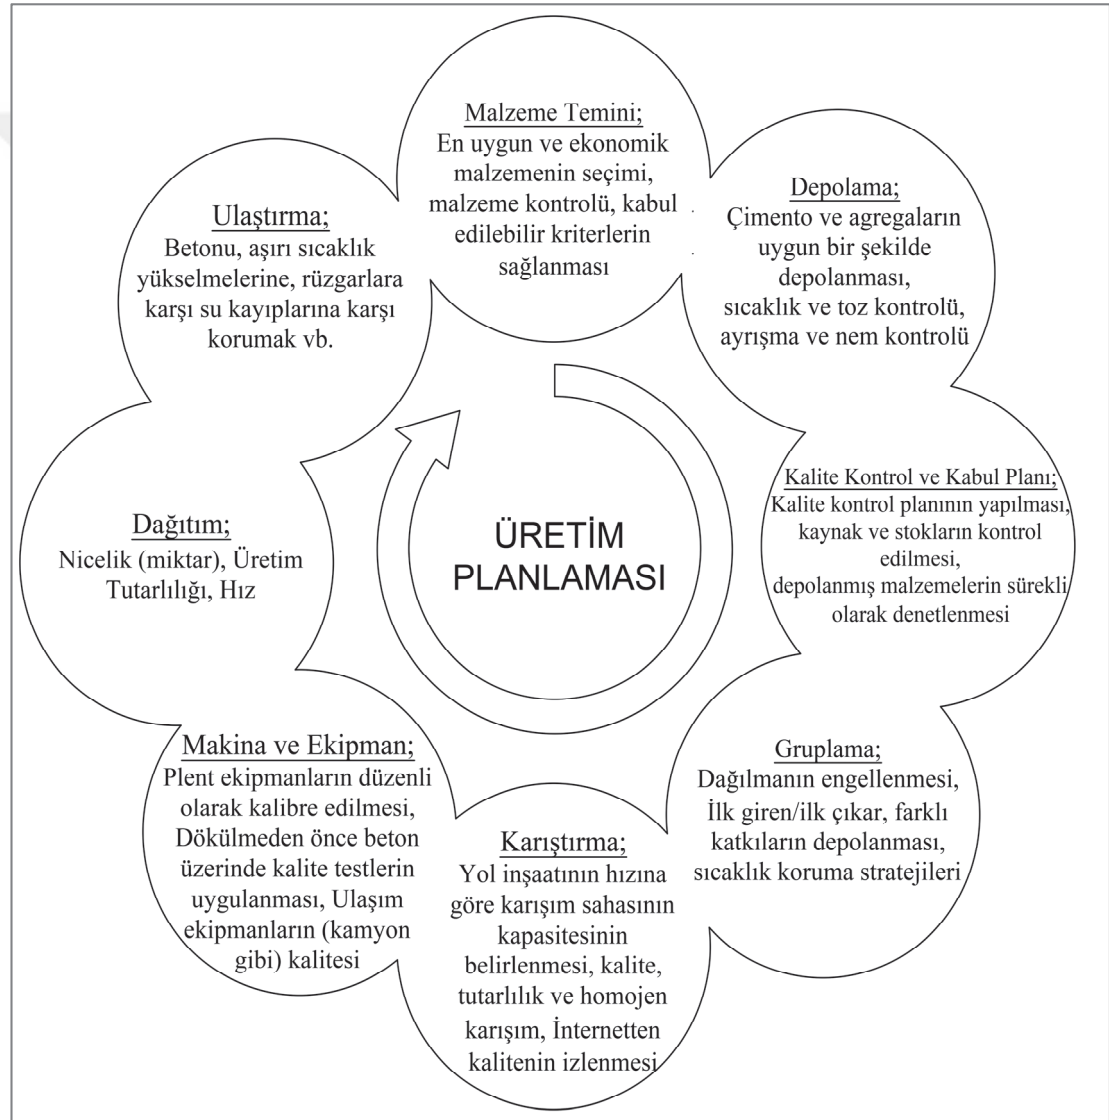 Malzeme Temini;
En uygun ve ekonomik
malzemenin seçimi,
malzeme kontrolü, kabul
edilebilir kriterlerin
sağlanması
Depolama;
Çimento ve agregaların
uygun bir şekilde
depolanması,
sıcaklık ve toz kontrolü,
ayrışma ve nem kontrolü
Kalite Kontrol ve Kabul Planı;
Kalite kontrol planının yapılması,
kaynak ve stokların kontrol
edilmesi,
depolanmış malzemelerin sürekli
olarak denetlenmesi
Gruplama;
Dağılmanın engellenmesi,
İlk giren/ilk çıkar, farklı
katkıların depolanması,
sıcaklık koruma stratejileri
Karıştırma;
Yol inşaatının hızına
göre karışım sahasının
kapasitesinin
belirlenmesi, kalite,
tutarlılık ve homojen
karışım, İnternetten
kalitenin izlenmesi
Makina ve Ekipman;
Plent ekipmanların düzenli
olarak kalibre edilmesi,
Dökülmeden önce beton
üzerinde kalite testlerin
uygulanması, Ulaşım
ekipmanların (kamyon
gibi) kalitesi
Dağıtım;
Nicelik (miktar), Üretim
Tutarlılığı, Hız
Ulaştırma;
Betonu, aşırı sıcaklık
yükselmelerine, rüzgarlara
karşı su kayıplarına karşı
korumak vb.
ÜRETİM
PLANLAMASI